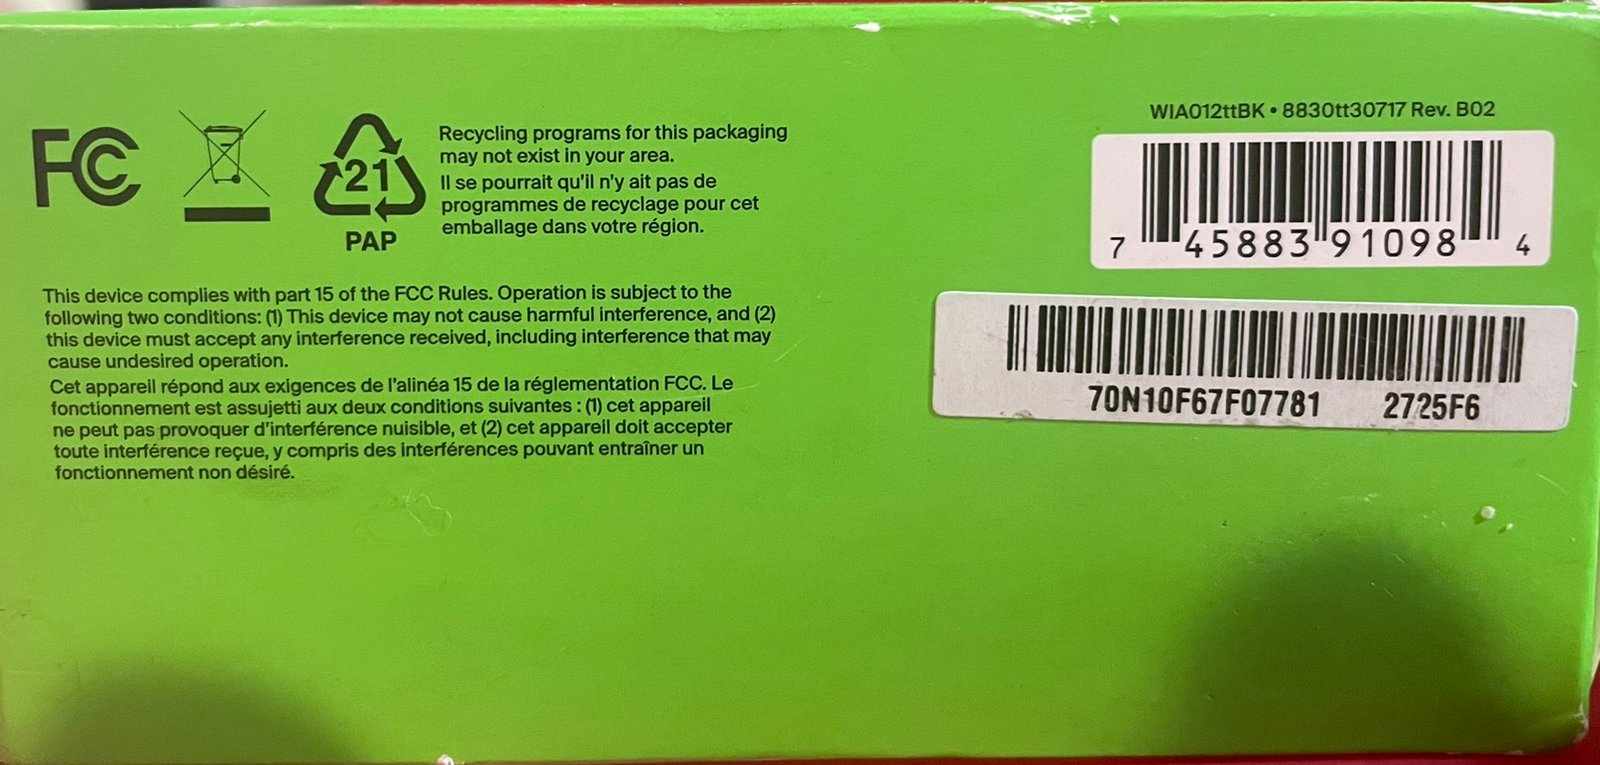 FC
21
PAP
Recycling programs for this packaging
may not exist in your area.
Il se pourrait qu'il n'y ait pas de
programmes de recyclage pour cet
emballage dans votre région.
This device complies with part 15 of the FCC Rules. Operation is subject to the
following two conditions: (1) This device may not cause harmful interference, and (2)
this device must accept any interference received, including interference that may
cause undesired operation.
Cet appareil répond aux exigences de l'alinéa 15 de la réglementation FCC. Le
fonctionnement est assujetti aux deux conditions suivantes : (1) cet appareil
ne peut pas provoquer d'interférence nuisible, et (2) cet appareil doit accepter
toute interférence reçue, y compris des interférences pouvant entraîner un
fonctionnement non désiré.
WIA012ttBK • 8830tt30717 Rev. B02
7 45883 91098 4
70N10F67F07781 2725F6